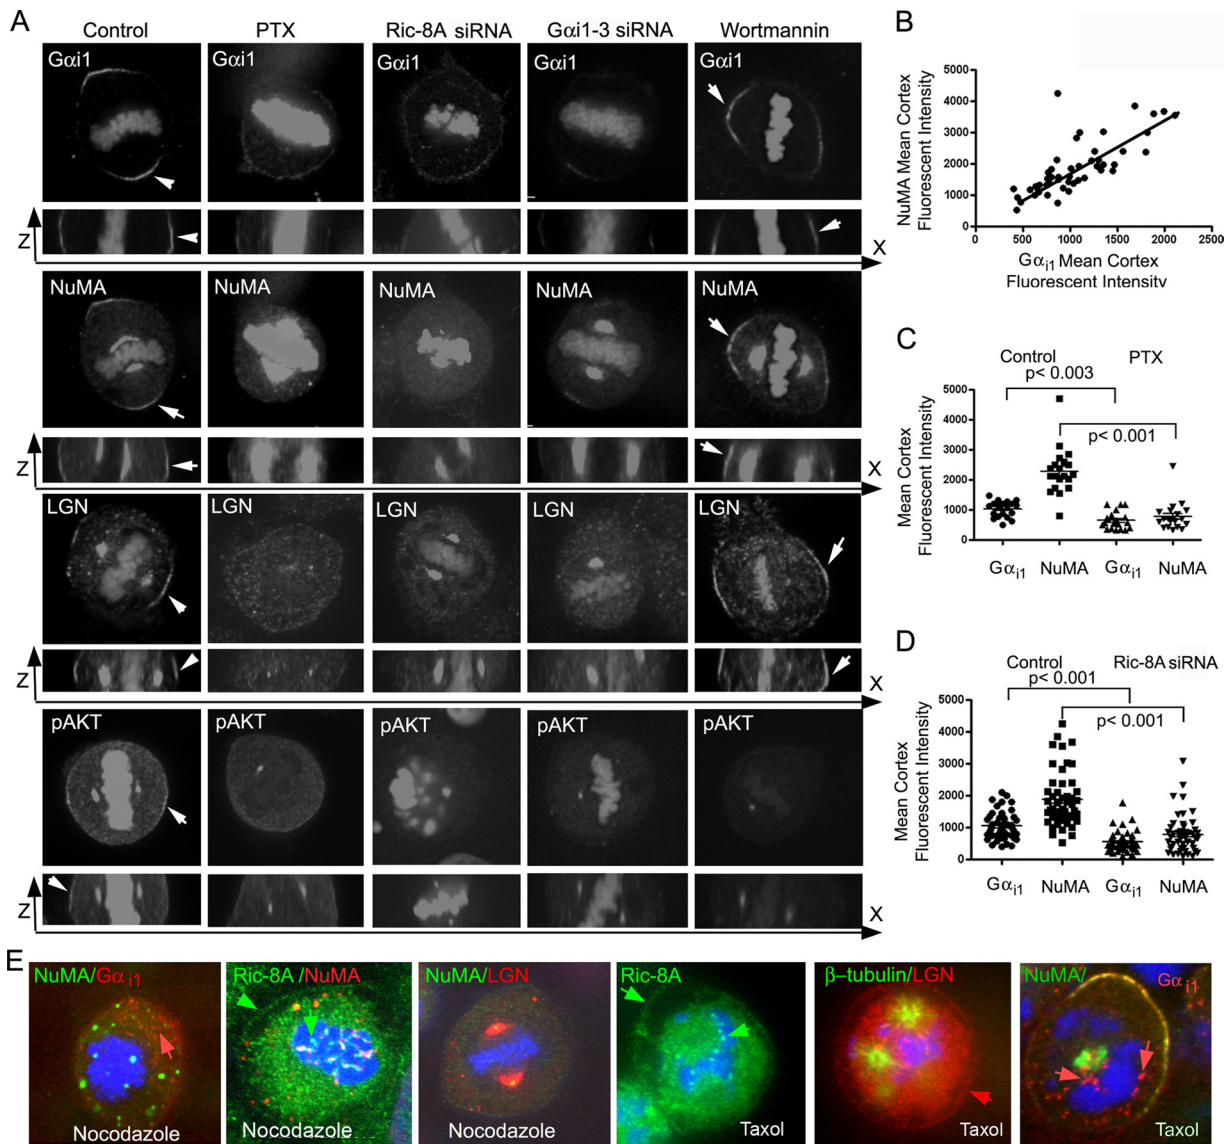 A
Control PTX Ric-8A siRNA Gαi1-3 siRNA Wortmannin
Gαi1 Gαi1 Gαi1 Gαi1 Gαi1
Z X
NuMA NuMA NuMA NuMA NuMA
Z X
LGN LGN LGN LGN LGN
Z X
pAKT pAKT pAKT pAKT pAKT
Z X
B
NuMA Mean Cortex
Fluorescent Intensity
5000
4000
3000
2000
1000
0
0 500 1000 1500 2000 2500
Gαi1 Mean Cortex
Fluorescent Intensity
C
Control PTX
p< 0.003
p< 0.001
Mean Cortex
Fluorescent Intensity
5000
4000
3000
2000
1000
0
Gαi1 NuMA Gαi1 NuMA
D
Control Ric-8A siRNA
p< 0.001
p< 0.001
Mean Cortex
Fluorescent Intensity
5000
4000
3000
2000
1000
0
Gαi1 NuMA Gαi1 NuMA
E
NuMA/Gαi1 Ric-8A/NuMA NuMA/LGN Ric-8A β–tubulin/LGN NuMA/ Gαi1
Nocodazole Nocodazole Nocodazole Taxol Taxol Taxol